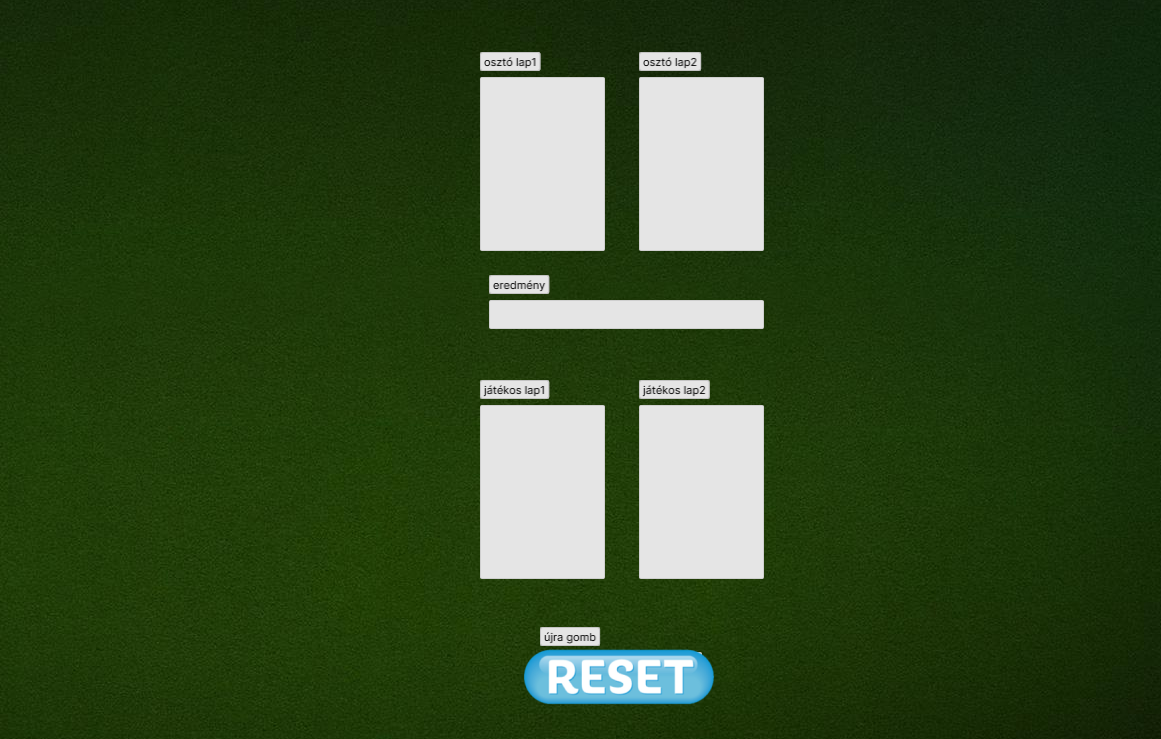 osztó lap1
osztó lap2
eredmény
játékos lap1
játékos lap2
újra gomb
RESET